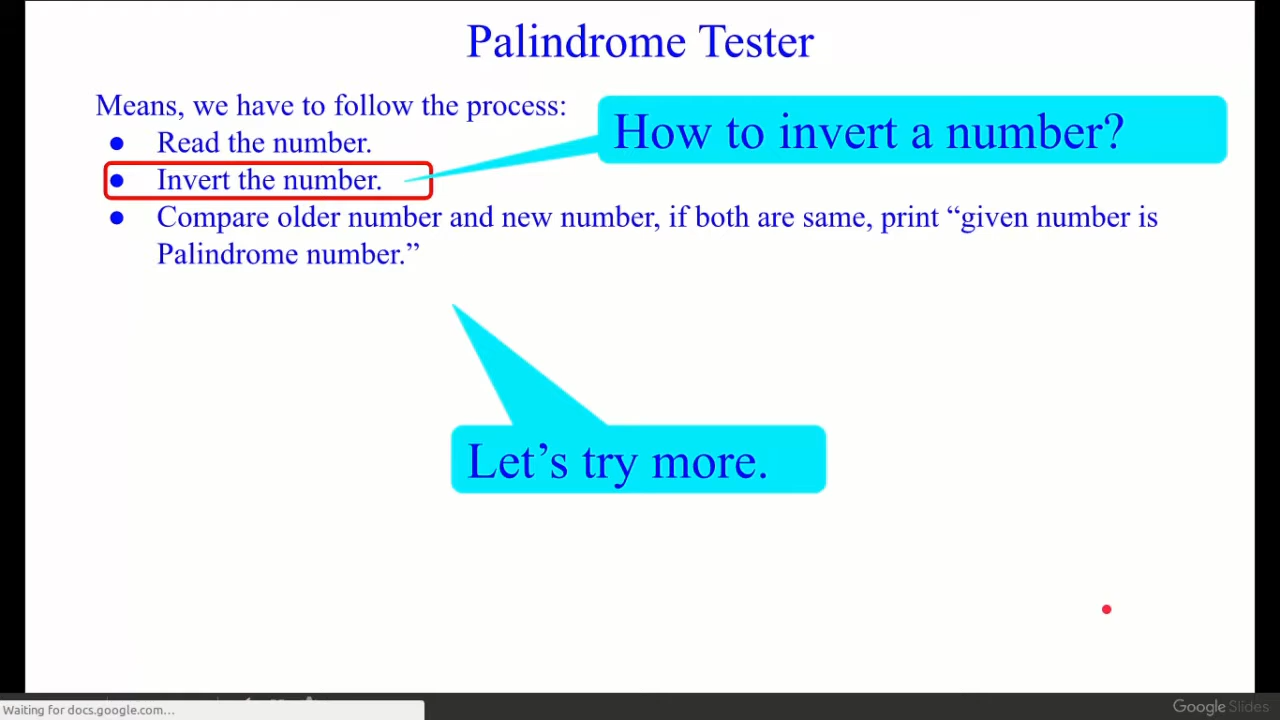 Palindrome Tester
Means, we have to follow the process:
● Read the number.
How to invert a number?
● Invert the number.
● Compare older number and new number, if both are same, print “given number is
Palindrome number.”
Let’s try more.
Waiting for docs.google.com...
Google Slides